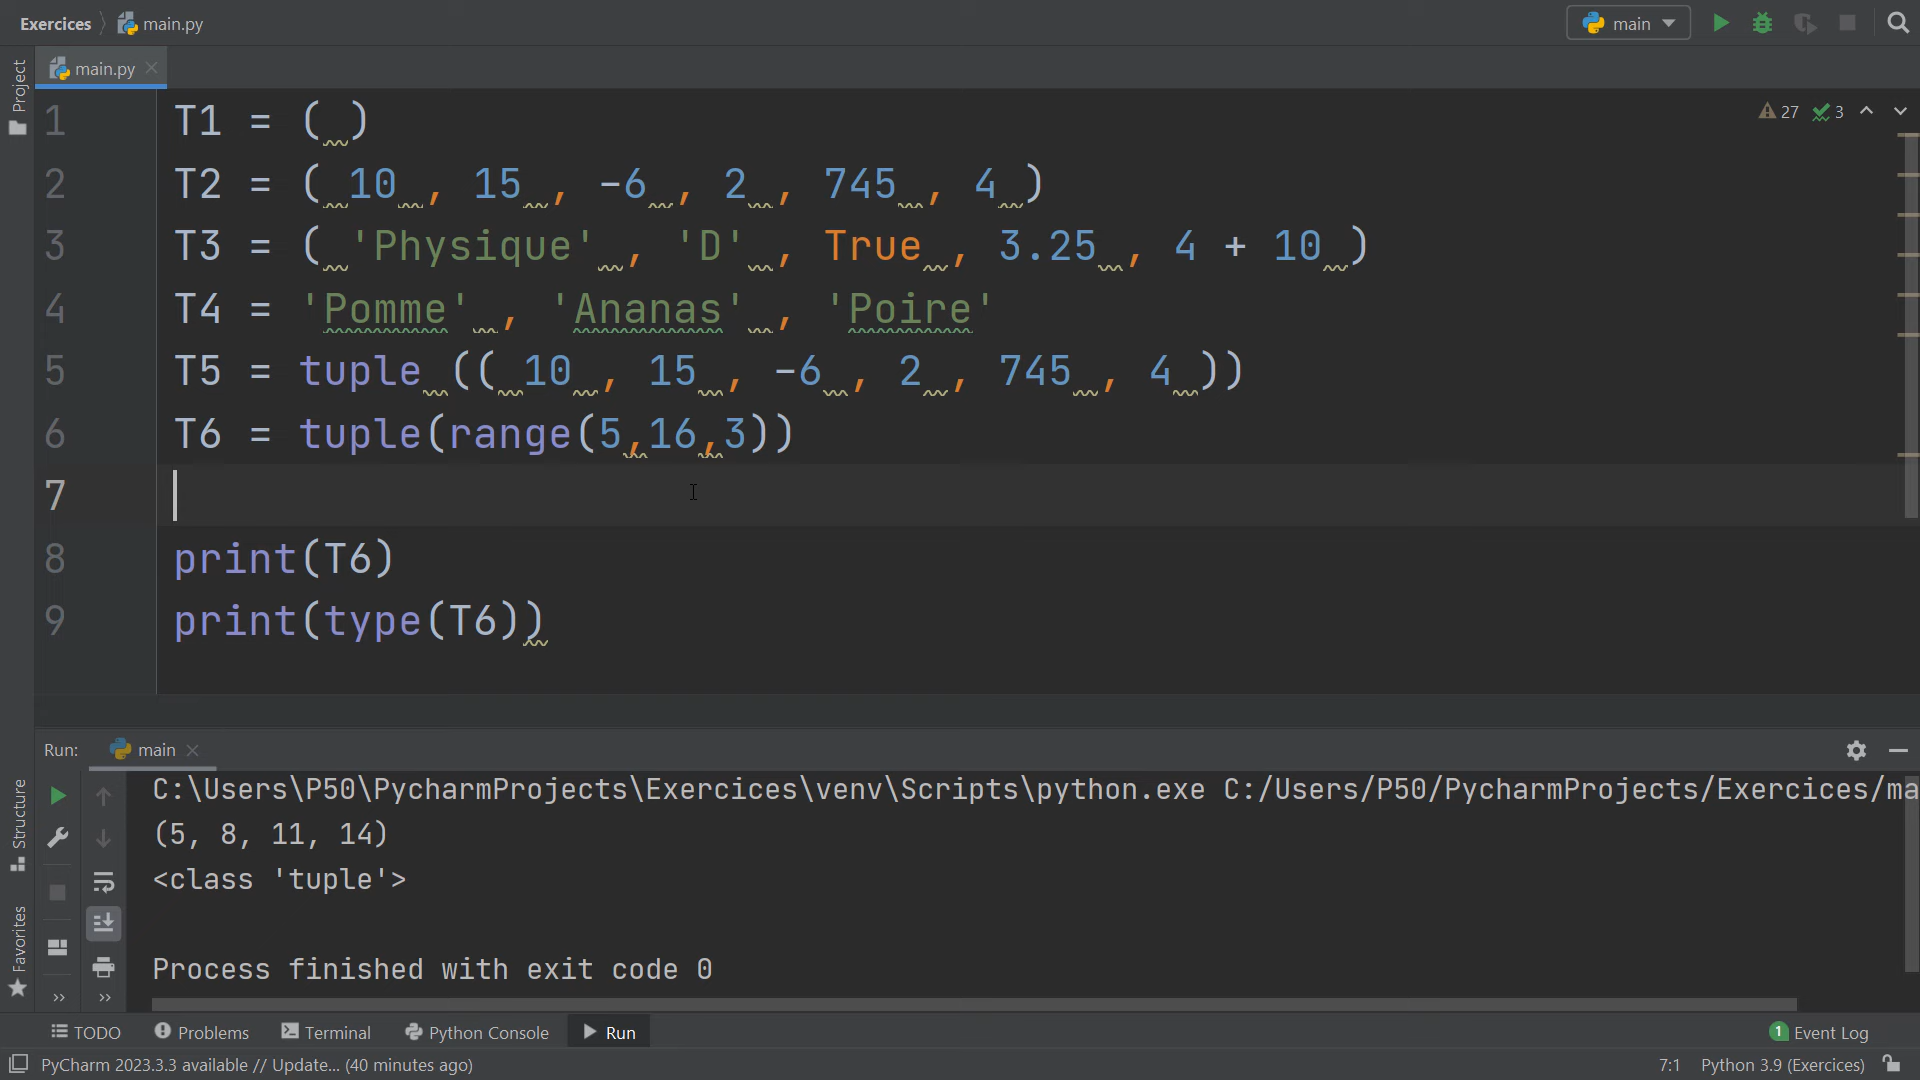 Exercices main.py main
Project main.py 27 3
1 T1 = ( )
2 T2 = ( 10 , 15 , -6 , 2 , 745 , 4 )
3 T3 = ( 'Physique' , 'D' , True , 3.25 , 4 + 10 )
4 T4 = 'Pomme' , 'Ananas' , 'Poire'
5 T5 = tuple (( 10 , 15 , -6 , 2 , 745 , 4 ))
6 T6 = tuple(range(5,16,3))
7
8 print(T6)
9 print(type(T6))
Run: main
C:\Users\P50\PycharmProjects\Exercices\venv\Scripts\python.exe C:/Users/P50/PycharmProjects/Exercices/ma
(5, 8, 11, 14)
<class 'tuple'>
Process finished with exit code 0
Structure
Favorites
TODO Problems Terminal Python Console Run 1 Event Log
PyCharm 2023.3.3 available // Update... (40 minutes ago) 7:1 Python 3.9 (Exercices)